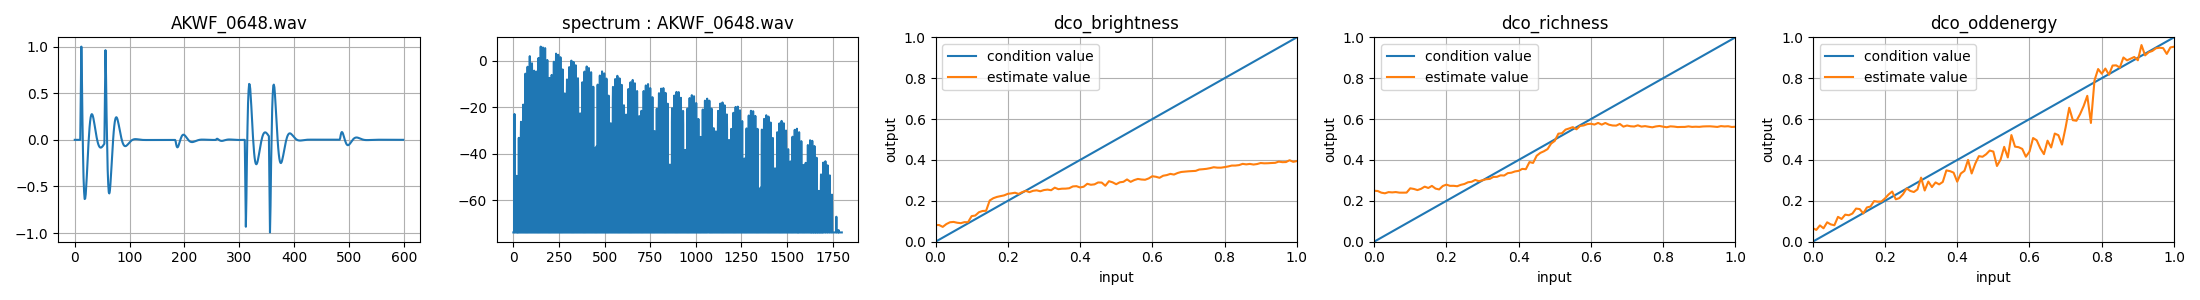 AKWF_0648.wav
1.0
0.5
0.0
−0.5
−1.0
0 100 200 300 400 500 600
spectrum : AKWF_0648.wav
0
−20
−40
−60
0 250 500 750 1000 1250 1500 1750
dco_brightness
condition value
estimate value
output
1.0
0.8
0.6
0.4
0.2
0.0
0.0 0.2 0.4 0.6 0.8 1.0
input
dco_richness
condition value
estimate value
output
1.0
0.8
0.6
0.4
0.2
0.0
0.0 0.2 0.4 0.6 0.8 1.0
input
dco_oddenergy
condition value
estimate value
output
1.0
0.8
0.6
0.4
0.2
0.0
0.0 0.2 0.4 0.6 0.8 1.0
input